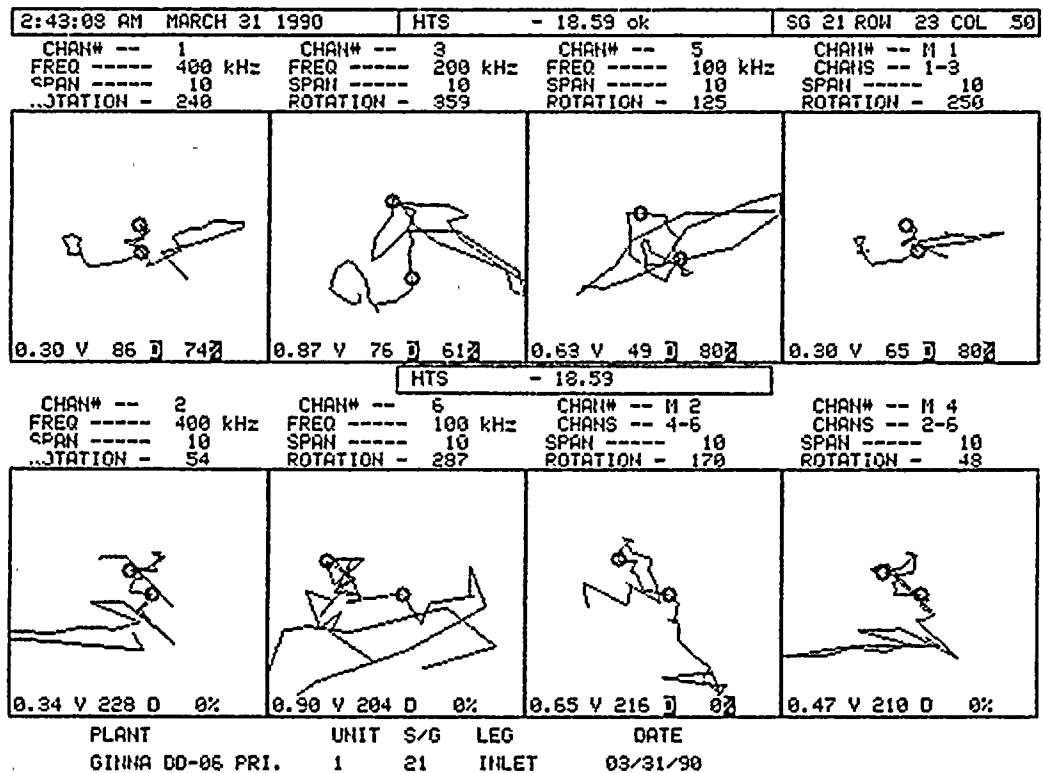 2:43:08 AM MARCH 31 1990 HTS - 18.59 ok SG 21 ROW 23 COL 50
CHAN# -- 1 CHAN# -- 3 CHAN# -- 5 CHAN# -- M 1
FREQ ----- 400 kHz FREQ ----- 200 kHz FREQ ----- 100 kHz CHANS -- 1-3
SPAN ----- 10 SPAN ----- 10 SPAN ----- 10 SPAN ----- 10
..OTATION - 240 ROTATION - 359 ROTATION - 125 ROTATION - 250
0.30 V 86 D 74% 0.87 V 76 D 61% 0.63 V 49 D 80% 0.30 V 65 D 80%
HTS - 18.59
CHAN# -- 2 CHAN# -- 6 CHAN# -- M 2 CHAN# -- M 4
FREQ ----- 400 kHz FREQ ----- 100 kHz CHANS -- 4-6 CHANS -- 2-6
SPAN ----- 10 SPAN ----- 10 SPAN ----- 10 SPAN ----- 10
..OTATION - 54 ROTATION - 287 ROTATION - 170 ROTATION - 48
0.34 V 228 D 0% 0.90 V 204 D 0% 0.65 V 216 D 0% 0.47 V 210 D 0%
PLANT UNIT S/G LEG DATE
GINNA DD-06 PRI. 1 21 INLET 03/31/90